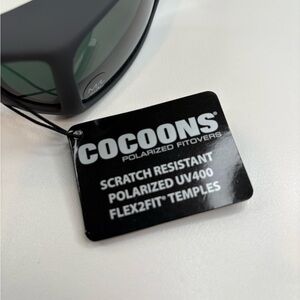 COCOONS®
POLARIZED FITOVERS
SCRATCH RESISTANT
POLARIZED UV400
FLEX2FIT® TEMPLES